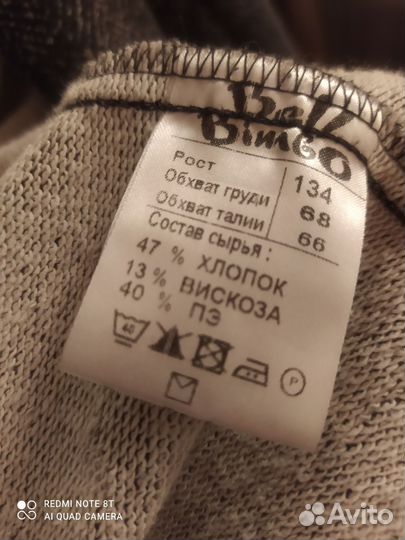 Bell
Bimbo
Рост 134
Обхват груди 68
Обхват талии 66
Состав сырья :
47 % ХЛОПОК
13 % ВИСКОЗА
40 % ПЭ
40
P
REDMI NOTE 8T
AI QUAD CAMERA
Avito